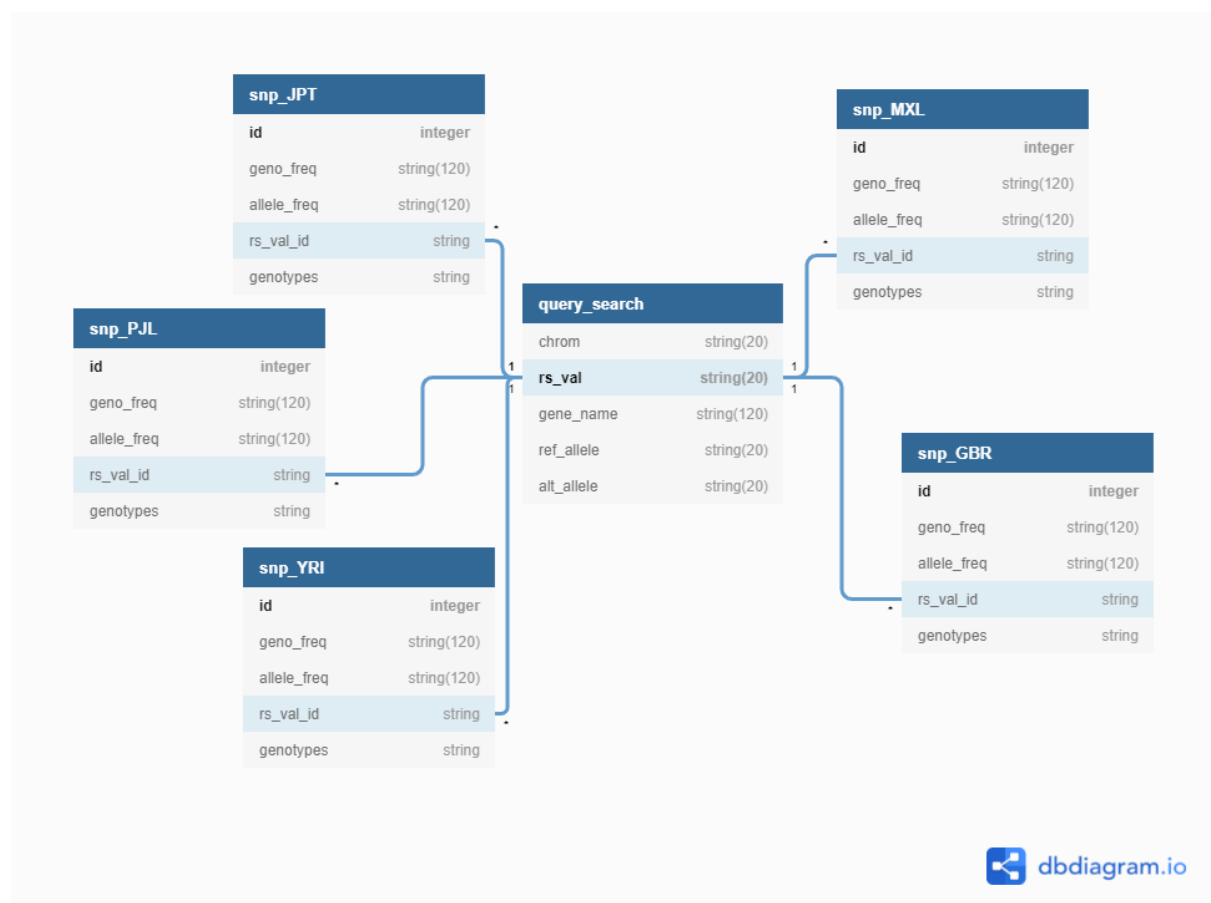 snp_JPT
id integer
geno_freq string(120)
allele_freq string(120)
rs_val_id string
genotypes string
*
snp_MXL
id integer
geno_freq string(120)
allele_freq string(120)
rs_val_id string
genotypes string
*
snp_PJL
id integer
geno_freq string(120)
allele_freq string(120)
rs_val_id string
genotypes string
*
query_search
chrom string(20)
rs_val string(20)
gene_name string(120)
ref_allele string(20)
alt_allele string(20)
1
1
1
1
snp_GBR
id integer
geno_freq string(120)
allele_freq string(120)
rs_val_id string
genotypes string
*
snp_YRI
id integer
geno_freq string(120)
allele_freq string(120)
rs_val_id string
genotypes string
*
dbdiagram.io